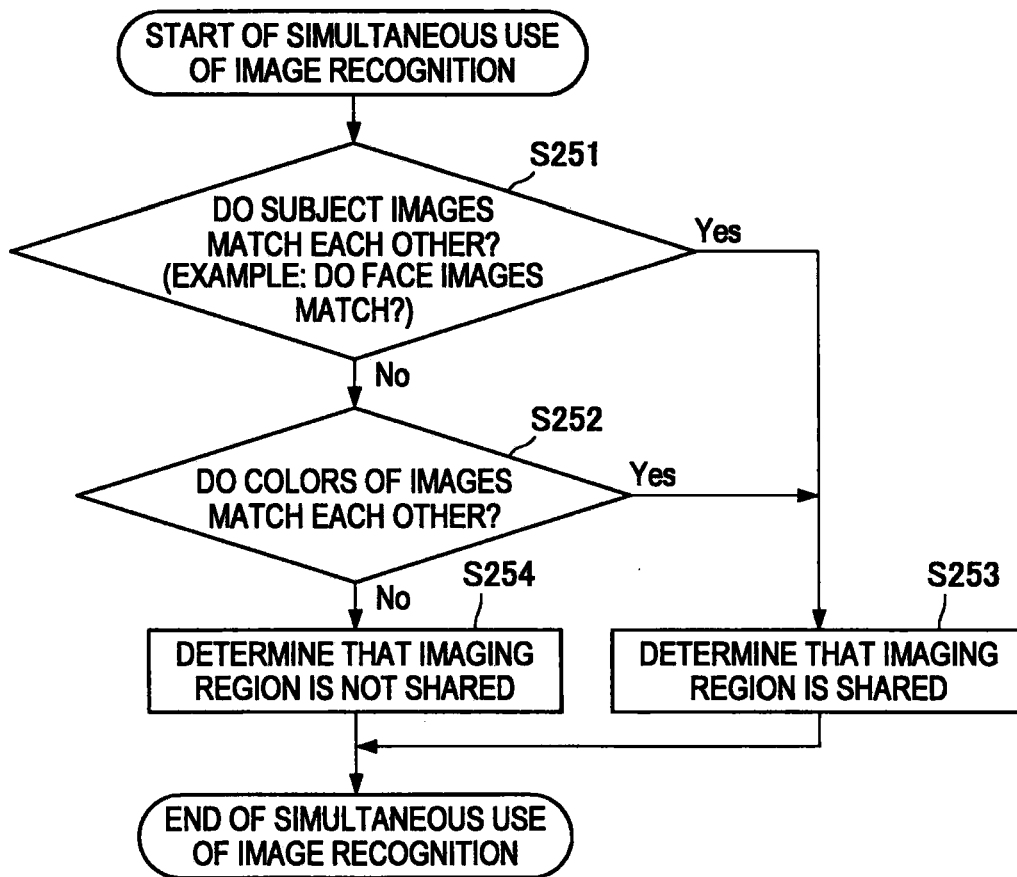 START OF SIMULTANEOUS USE
OF IMAGE RECOGNITION
S251
DO SUBJECT IMAGES
MATCH EACH OTHER?
(EXAMPLE: DO FACE IMAGES
MATCH?)
Yes
No
S252
DO COLORS OF IMAGES
MATCH EACH OTHER?
Yes
No
S254
DETERMINE THAT IMAGING
REGION IS NOT SHARED
S253
DETERMINE THAT IMAGING
REGION IS SHARED
END OF SIMULTANEOUS USE
OF IMAGE RECOGNITION